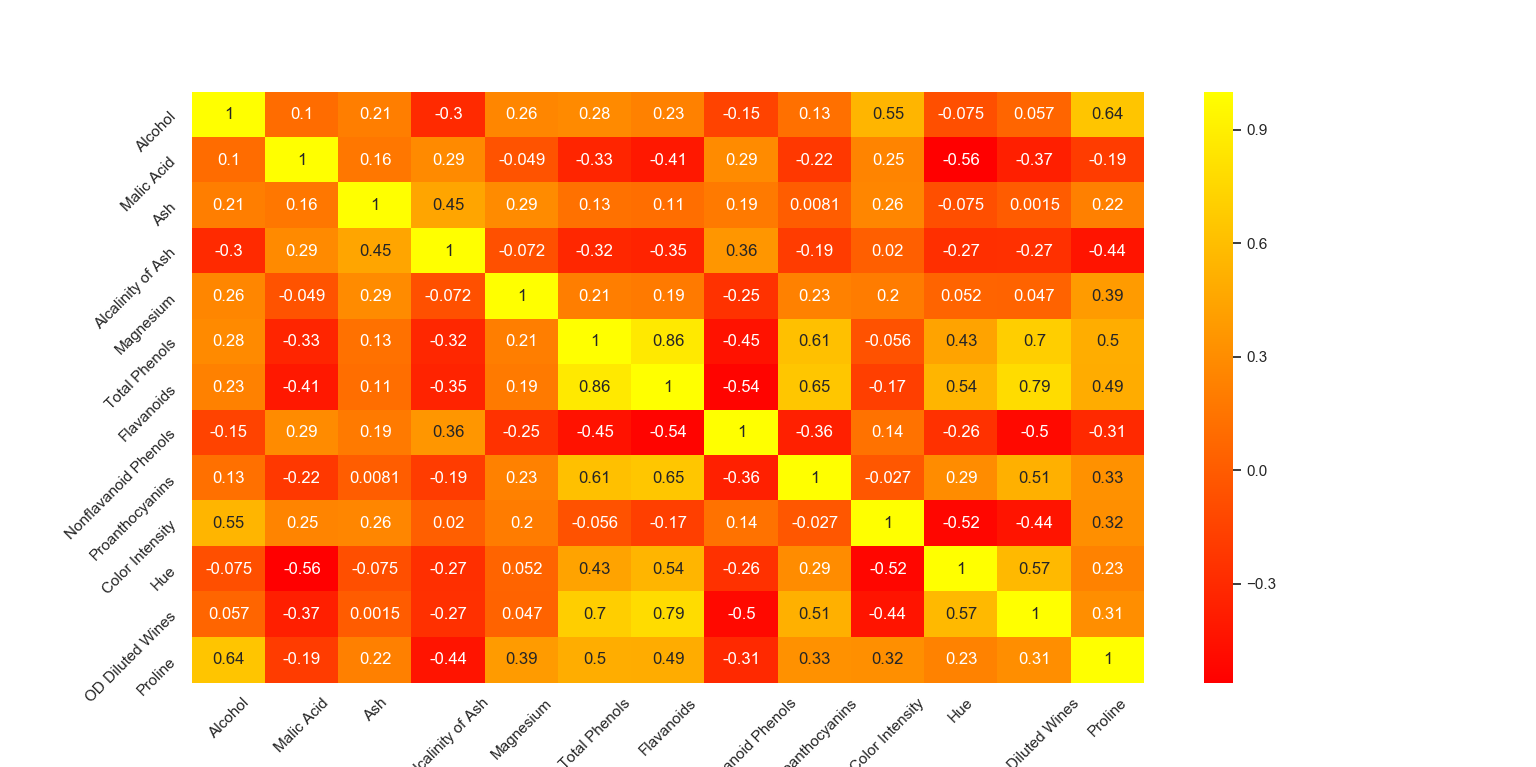 Alcohol 1 0.1 0.21 -0.3 0.26 0.28 0.23 -0.15 0.13 0.55 -0.075 0.057 0.64
Malic Acid 0.1 1 0.16 0.29 -0.049 -0.33 -0.41 0.29 -0.22 0.25 -0.56 -0.37 -0.19
Ash 0.21 0.16 1 0.45 0.29 0.13 0.11 0.19 0.0081 0.26 -0.075 0.0015 0.22
Alcalinity of Ash -0.3 0.29 0.45 1 -0.072 -0.32 -0.35 0.36 -0.19 0.02 -0.27 -0.27 -0.44
Magnesium 0.26 -0.049 0.29 -0.072 1 0.21 0.19 -0.25 0.23 0.2 0.052 0.047 0.39
Total Phenols 0.28 -0.33 0.13 -0.32 0.21 1 0.86 -0.45 0.61 -0.056 0.43 0.7 0.5
Flavanoids 0.23 -0.41 0.11 -0.35 0.19 0.86 1 -0.54 0.65 -0.17 0.54 0.79 0.49
Nonflavanoid Phenols -0.15 0.29 0.19 0.36 -0.25 -0.45 -0.54 1 -0.36 0.14 -0.26 -0.5 -0.31
Proanthocyanins 0.13 -0.22 0.0081 -0.19 0.23 0.61 0.65 -0.36 1 -0.027 0.29 0.51 0.33
Color Intensity 0.55 0.25 0.26 0.02 0.2 -0.056 -0.17 0.14 -0.027 1 -0.52 -0.44 0.32
Hue -0.075 -0.56 -0.075 -0.27 0.052 0.43 0.54 -0.26 0.29 -0.52 1 0.57 0.23
OD Diluted Wines 0.057 -0.37 0.0015 -0.27 0.047 0.7 0.79 -0.5 0.51 -0.44 0.57 1 0.31
Proline 0.64 -0.19 0.22 -0.44 0.39 0.5 0.49 -0.31 0.33 0.32 0.23 0.31 1
Alcohol
Malic Acid
Ash
lcalinity of Ash
Magnesium
Total Phenols
Flavanoids
anoid Phenols
anthocyanins
Color Intensity
Hue
Diluted Wines
Proline
0.9
0.6
0.3
0.0
−0.3